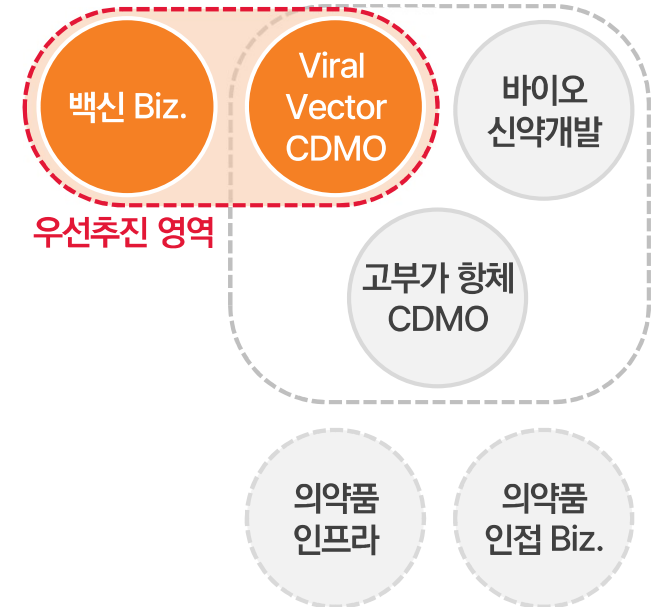 백신 Biz.
Viral
Vector
CDMO
바이오
신약개발
우선추진 영역
고부가 항체
CDMO
의약품
인프라
의약품
인접 Biz.